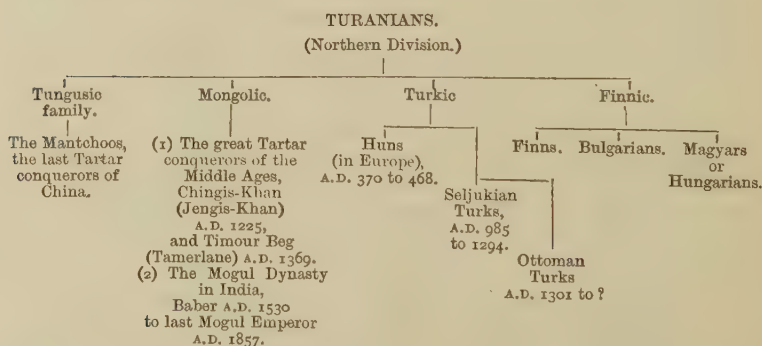 TURANIANS.
(Northern Division.)
Tungusic
family.
The Mantchoos,
the last Tartar
conquerors of
China.
Mongolic.
(1) The great Tartar
conquerors of the
Middle Ages,
Chingis-Khan
(Jengis-Khan)
A.D. 1225,
and Timour Beg
(Tamerlane) A.D. 1369.
(2) The Mogul Dynasty
in India,
Baber A.D. 1530
to last Mogul Emperor
A.D. 1857.
Turkic
Huns
(in Europe),
A.D. 370 to 468.
Seljukian
Turks,
A.D. 985
to 1294.
Ottoman
Turks
A.D. 1301 to ?
Finnic.
Finns.
Bulgarians.
Magyars
or
Hungarians.